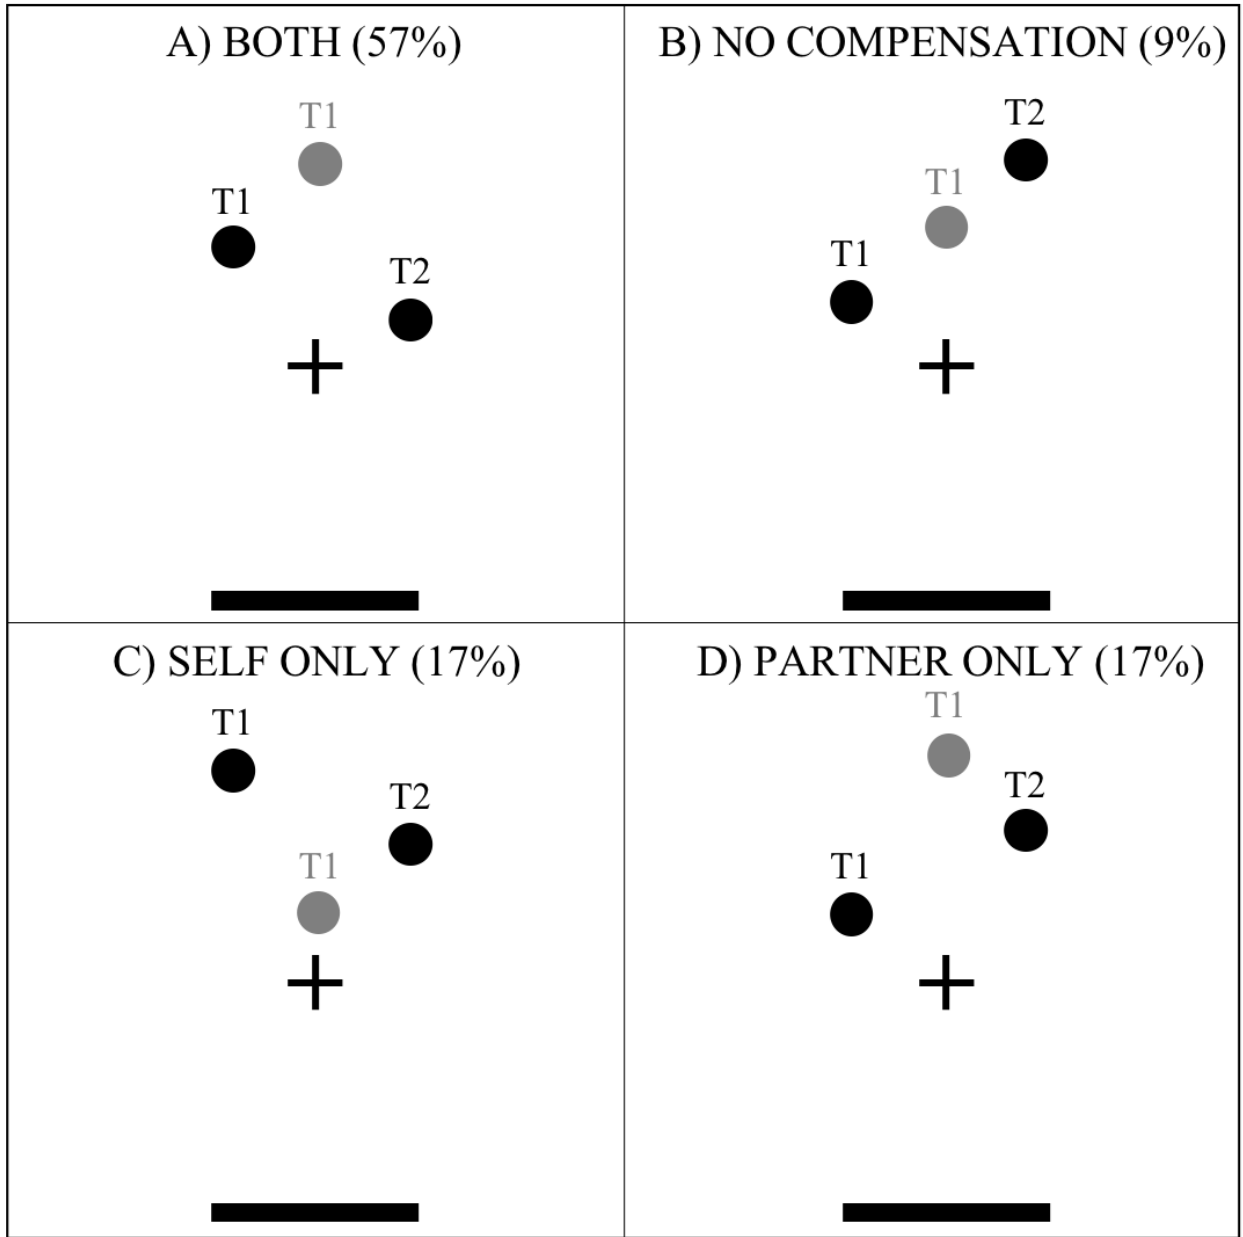 A) BOTH (57%)
T1
T1
T2
B) NO COMPENSATION (9%)
T2
T1
T1
C) SELF ONLY (17%)
T1
T2
T1
D) PARTNER ONLY (17%)
T1
T2
T1